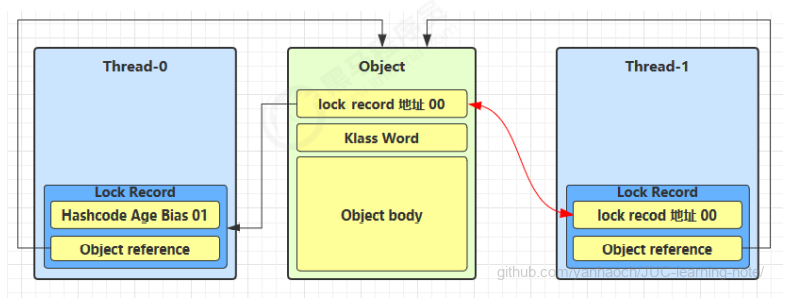 Thread-0
Object
Thread-1
lock record 地址 00
Klass Word
Object body
Lock Record
Hashcode Age Bias 01
Object reference
Lock Record
lock recod 地址 00
Object reference
github.com/yannaoch/JUC-learning-note/